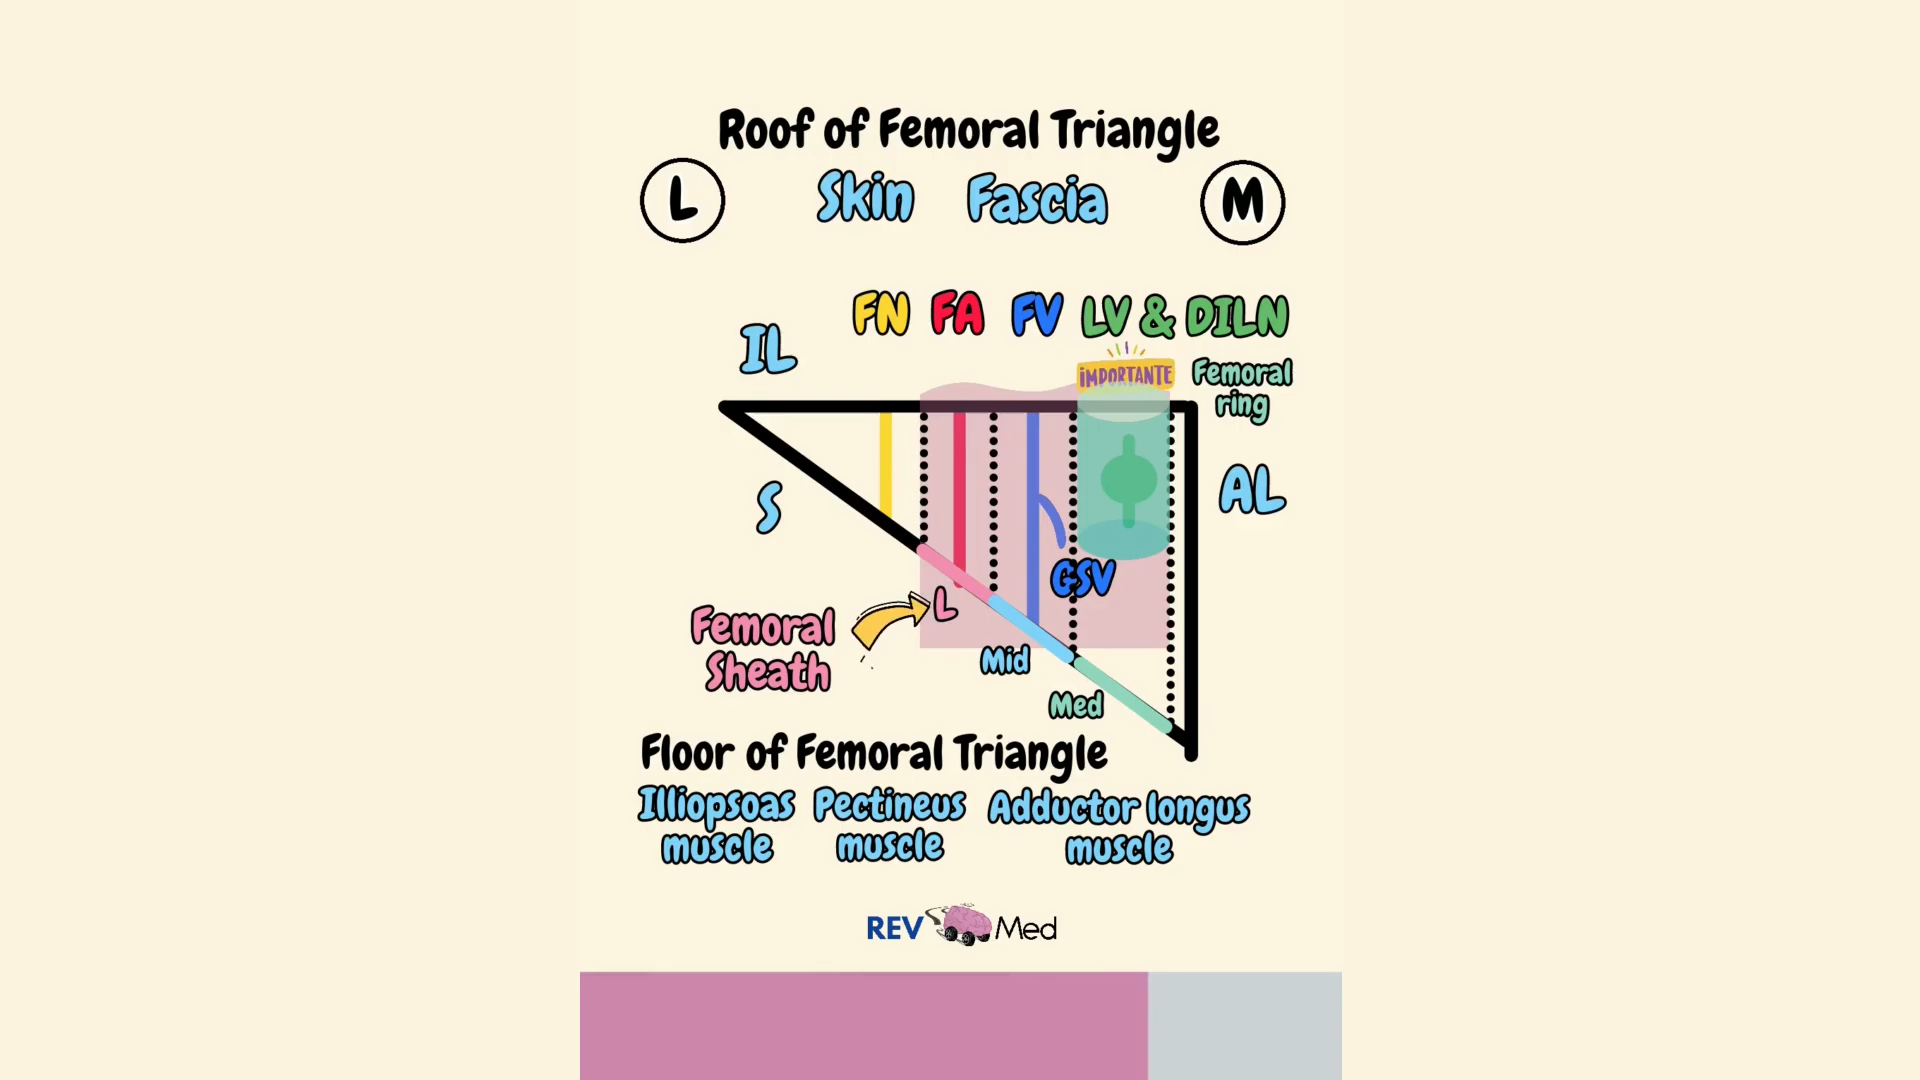 Roof of Femoral Triangle
L Skin Fascia M
FN FA FV LV & DILN
IL
IMPORTANTE
Femoral
ring
S
AL
GSV
L
Femoral
Sheath
Mid
Med
Floor of Femoral Triangle
Illiopsoas
muscle
Pectineus
muscle
Adductor longus
muscle
REV Med